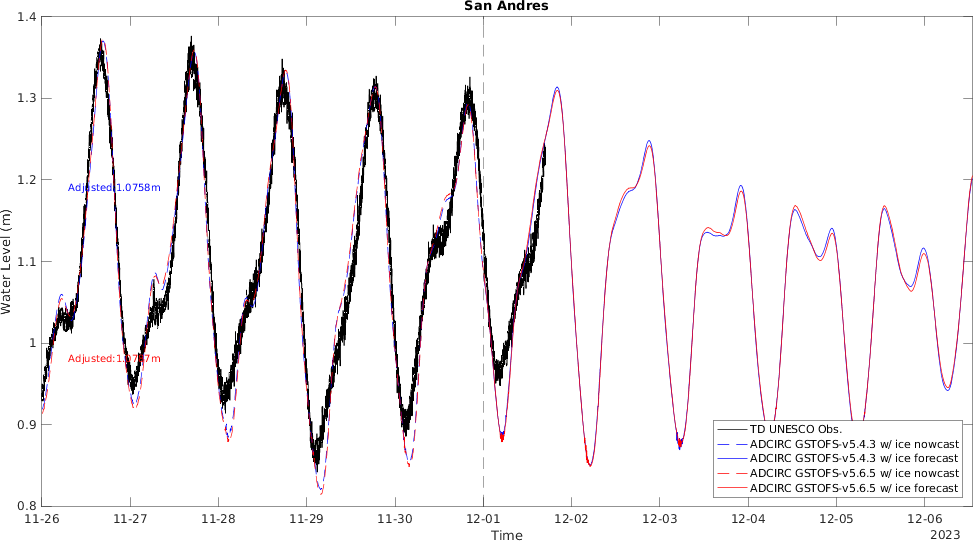 San Andres
Water Level (m)
1.4
1.3
1.2
1.1
1
0.9
0.8
Adjusted:1.0758m
TD UNESCO Obs.
ADCIRC GSTOFS-v5.4.3 w/ ice nowcast
ADCIRC GSTOFS-v5.4.3 w/ ice forecast
ADCIRC GSTOFS-v5.6.5 w/ ice nowcast
ADCIRC GSTOFS-v5.6.5 w/ ice forecast
11-26 11-27 11-28 11-29 11-30 12-01 12-02 12-03 12-04 12-05 12-06
Time
2023